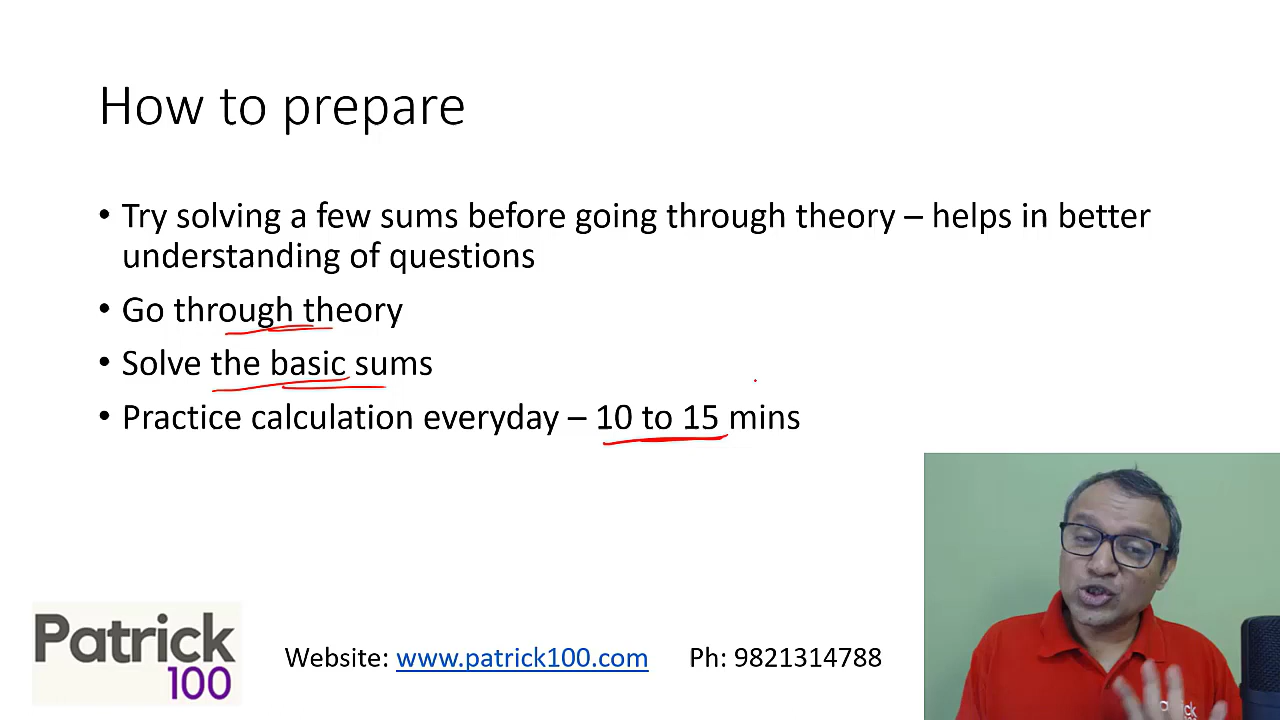 How to prepare
• Try solving a few sums before going through theory – helps in better
understanding of questions
• Go through theory
• Solve the basic sums
• Practice calculation everyday – 10 to 15 mins
Patrick
100
Website: www.patrick100.com Ph: 9821314788
Patrick